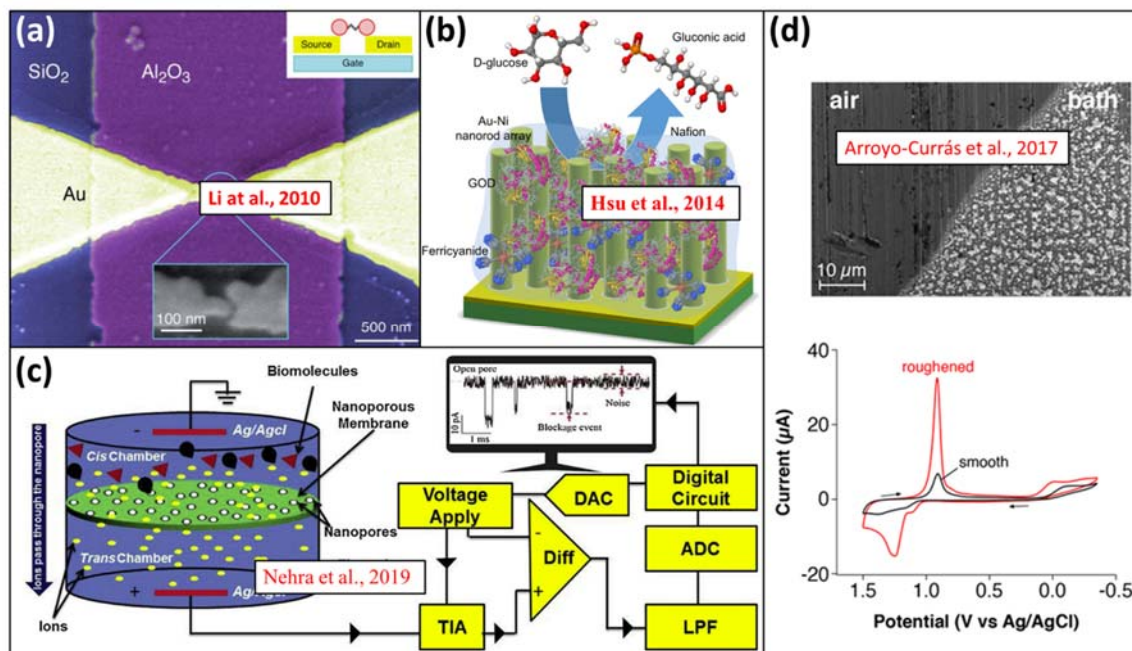 (a)
SiO2
Al2O3
Source
Drain
Gate
Au
Li at al., 2010
100 nm
500 nm
(b)
D-glucose
Gluconic acid
Au-Ni
nanorod array
Nafion
GOD
Hsu et al., 2014
Ferricyanide
(c)
Ions pass through the nanopore
Biomolecules
Nanoporous
Membrane
- Ag/Agcl
Cis Chamber
Nanopores
Trans Chamber
Nehra et al., 2019
+ Ag/Agcl
Ions
Open pore
Noise
10 pA
1 ms
Blockage event
Voltage
Apply
DAC
Digital
Circuit
-
Diff
+
ADC
TIA
LPF
(d)
air
bath
Arroyo-Currás et al., 2017
10 µm
roughened
smooth
Current (µA)
40
20
0
-20
1.5
1.0
0.5
0.0
-0.5
Potential (V vs Ag/AgCl)